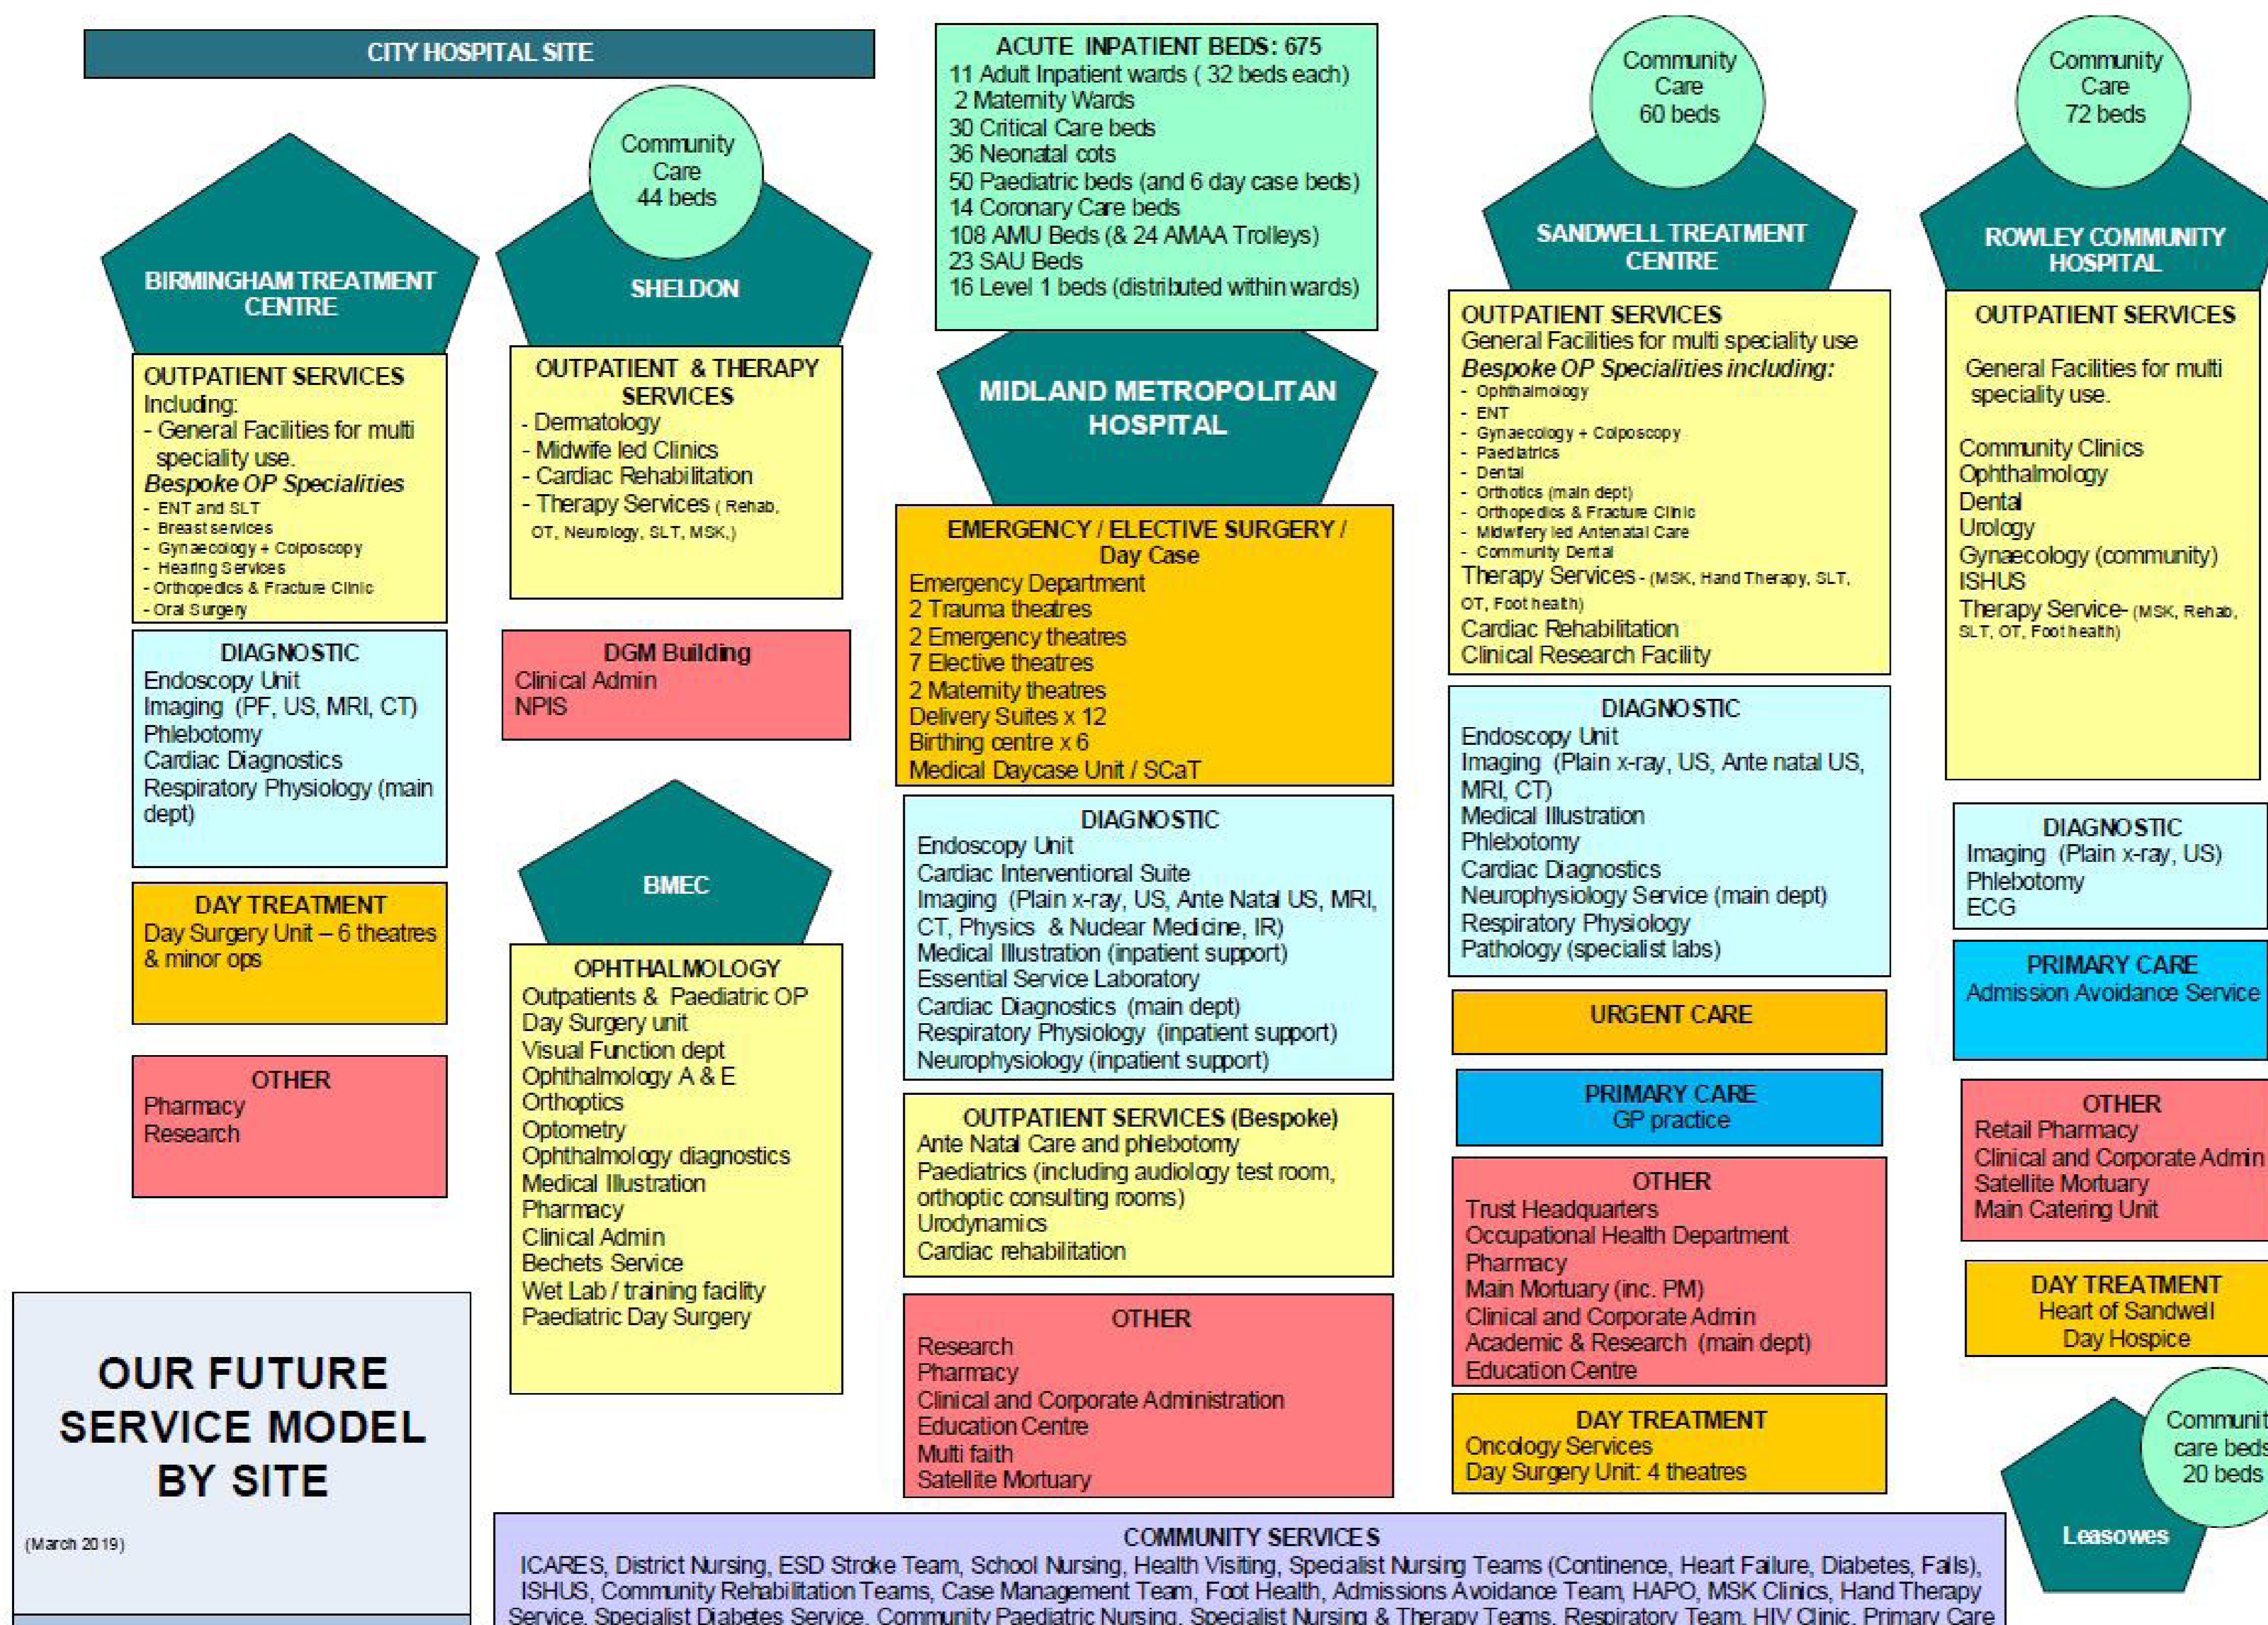 CITY HOSPITAL SITE
BIRMINGHAM TREATMENT
CENTRE
OUTPATIENT SERVICES
Including:
- General Facilities for multi
speciality use.
Bespoke OP Specialities
- ENT and SLT
- Breast services
- Gynaecology + Colposcopy
- Hearing Services
- Orthopedics & Fracture Clinic
- Oral Surgery
DIAGNOSTIC
Endoscopy Unit
Imaging (PF, US, MRI, CT)
Phlebotomy
Cardiac Diagnostics
Respiratory Physiology (main
dept)
DAY TREATMENT
Day Surgery Unit – 6 theatres
& minor ops
OTHER
Pharmacy
Research
Community
Care
44 beds
SHELDON
OUTPATIENT & THERAPY
SERVICES
- Dermatology
- Midwife led Clinics
- Cardiac Rehabilitation
- Therapy Services ( Rehab,
OT, Neurology, SLT, MSK,)
DGM Building
Clinical Admin
NPIS
BMEC
OPHTHALMOLOGY
Outpatients & Paediatric OP
Day Surgery unit
Visual Function dept
Ophthalmology A & E
Orthoptics
Optometry
Ophthalmology diagnostics
Medical Illustration
Pharmacy
Clinical Admin
Bechets Service
Wet Lab / training facility
Paediatric Day Surgery
ACUTE INPATIENT BEDS: 675
11 Adult Inpatient wards ( 32 beds each)
2 Maternity Wards
30 Critical Care beds
36 Neonatal cots
50 Paediatric beds (and 6 day case beds)
14 Coronary Care beds
108 AMU Beds (& 24 AMAA Trolleys)
23 SAU Beds
16 Level 1 beds (distributed within wards)
MIDLAND METROPOLITAN
HOSPITAL
EMERGENCY / ELECTIVE SURGERY /
Day Case
Emergency Department
2 Trauma theatres
2 Emergency theatres
7 Elective theatres
2 Maternity theatres
Delivery Suites x 12
Birthing centre x 6
Medical Daycase Unit / SCaT
DIAGNOSTIC
Endoscopy Unit
Cardiac Interventional Suite
Imaging (Plain x-ray, US, Ante Natal US, MRI,
CT, Physics & Nuclear Medicine, IR)
Medical Illustration (inpatient support)
Essential Service Laboratory
Cardiac Diagnostics (main dept)
Respiratory Physiology (inpatient support)
Neurophysiology (inpatient support)
OUTPATIENT SERVICES (Bespoke)
Ante Natal Care and phlebotomy
Paediatrics (including audiology test room,
orthoptic consulting rooms)
Urodynamics
Cardiac rehabilitation
OTHER
Research
Pharmacy
Clinical and Corporate Administration
Education Centre
Multi faith
Satellite Mortuary
Community
Care
60 beds
SANDWELL TREATMENT
CENTRE
OUTPATIENT SERVICES
General Facilities for multi speciality use
Bespoke OP Specialities including:
- Ophthalmology
- ENT
- Gynaecology + Colposcopy
- Paediatrics
- Dental
- Orthotics (main dept)
- Orthopedics & Fracture Clinic
- Midwifery led Antenatal Care
- Community Dental
Therapy Services - (MSK, Hand Therapy, SLT,
OT, Foot health)
Cardiac Rehabilitation
Clinical Research Facility
DIAGNOSTIC
Endoscopy Unit
Imaging (Plain x-ray, US, Ante natal US,
MRI, CT)
Medical Illustration
Phlebotomy
Cardiac Diagnostics
Neurophysiology Service (main dept)
Respiratory Physiology
Pathology (specialist labs)
URGENT CARE
PRIMARY CARE
GP practice
OTHER
Trust Headquarters
Occupational Health Department
Pharmacy
Main Mortuary (inc. PM)
Clinical and Corporate Admin
Academic & Research (main dept)
Education Centre
DAY TREATMENT
Oncology Services
Day Surgery Unit: 4 theatres
Community
Care
72 beds
ROWLEY COMMUNITY
HOSPITAL
OUTPATIENT SERVICES
General Facilities for multi
speciality use.
Community Clinics
Ophthalmology
Dental
Urology
Gynaecology (community)
ISHUS
Therapy Service- (MSK, Rehab,
SLT, OT, Foot health)
DIAGNOSTIC
Imaging (Plain x-ray, US)
Phlebotomy
ECG
PRIMARY CARE
Admission Avoidance Service
OTHER
Retail Pharmacy
Clinical and Corporate Admin
Satellite Mortuary
Main Catering Unit
DAY TREATMENT
Heart of Sandwell
Day Hospice
care
20 beds
Leasowes
OUR FUTURE
SERVICE MODEL
BY SITE
(March 2019)
COMMUNITY SERVICES
ICARES, District Nursing, ESD Stroke Team, School Nursing, Health Visiting, Specialist Nursing Teams (Continence, Heart Failure, Diabetes, Falls),
ISHUS, Community Rehabilitation Teams, Case Management Team, Foot Health, Admissions Avoidance Team, HAPO, MSK Clinics, Hand Therapy
Service, Specialist Diabetes Service, Community Paediatric Nursing, Specialist Nursing & Therapy Teams, Respiratory Team, HIV Clinic, Primary Care